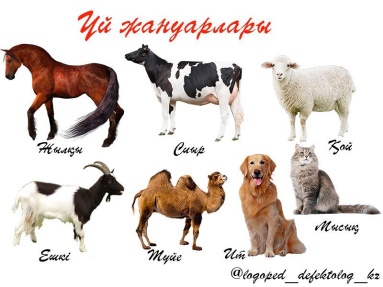 Үй жануарлары
Жылқы
Сиыр
Қой
Ешкі
Түйе
Ит
Мысық
@logoped_defektolog_kz